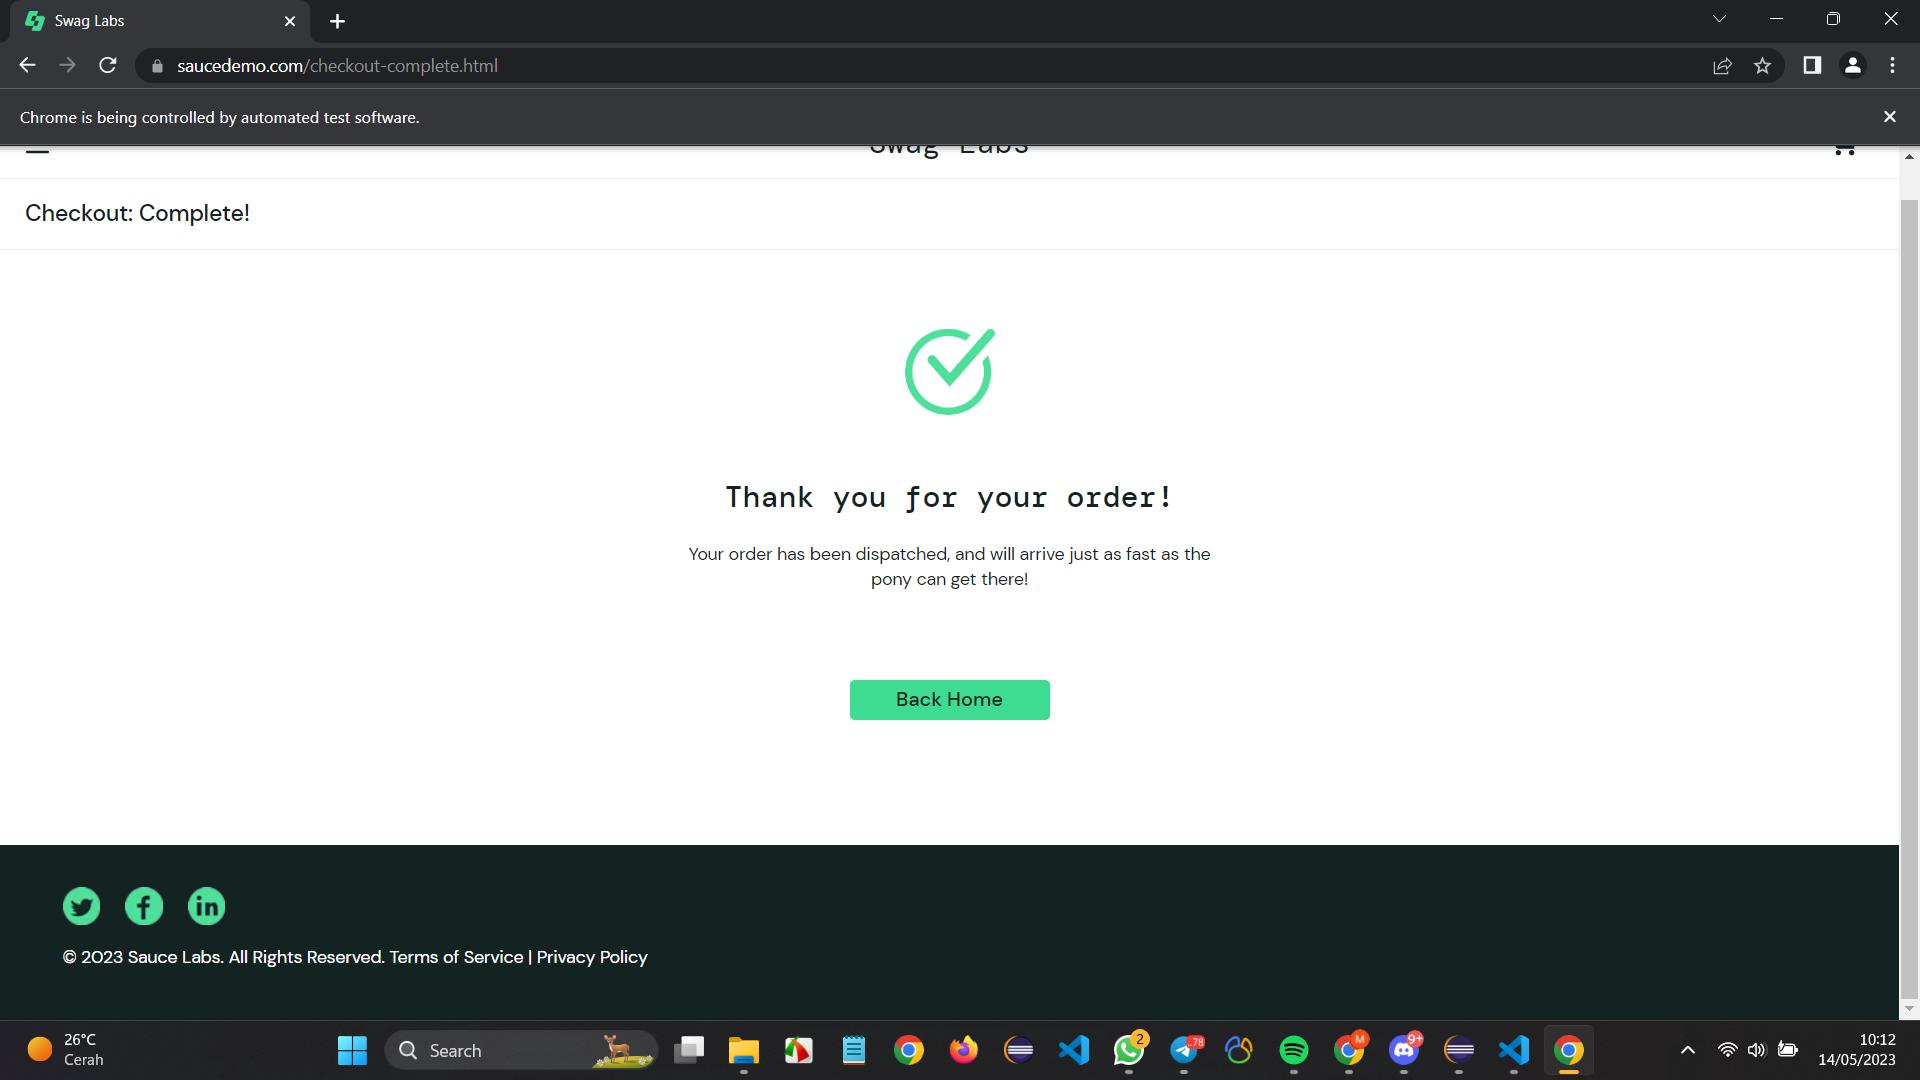 Swag Labs
saucedemo.com/checkout-complete.html
Chrome is being controlled by automated test software.
Swag Labs
Checkout: Complete!
Thank you for your order!
Your order has been dispatched, and will arrive just as fast as the
pony can get there!
Back Home
© 2023 Sauce Labs. All Rights Reserved. Terms of Service | Privacy Policy
26°C
Cerah
Search
2
.78
M
9+
10:12
14/05/2023